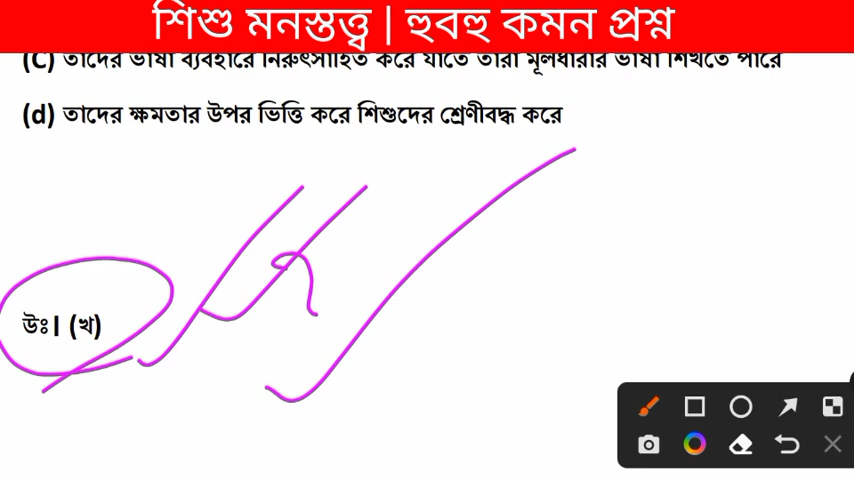 শিশু মনস্তত্ত্ব | হুবহু কমন প্রশ্ন
(C) তাদের ভাষা ব্যবহারে নিরুৎসাহিত করে যাতে তারা মূলধারার ভাষা শিখতে পারে
(d) তাদের ক্ষমতার উপর ভিত্তি করে শিশুদের শ্রেণীবদ্ধ করে
উঃ। (খ)